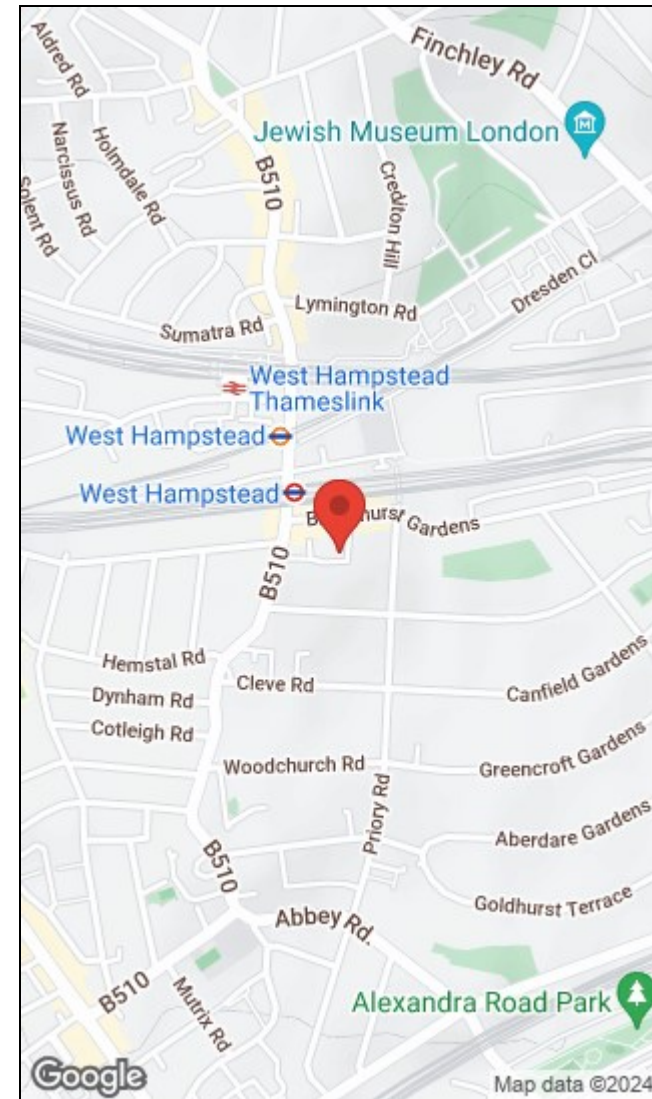 Aldred Rd
Finchley Rd
Jewish Museum London
Narcissus Rd
Holmdale Rd
Solent Rd
B510
Crediton Hill
Dresden Cl
Lymington Rd
Sumatra Rd
West Hampstead
Thameslink
West Hampstead
West Hampstead
Gardens
B510
Hemstal Rd
Cleve Rd
Canfield Gardens
Dynham Rd
Cotleigh Rd
Woodchurch Rd
Greencroft Gardens
Priory Rd
Aberdare Gardens
B510
Goldhurst Terrace
Abbey Rd.
B510
Mutrix Rd
Alexandra Road Park
Google
Map data ©2024